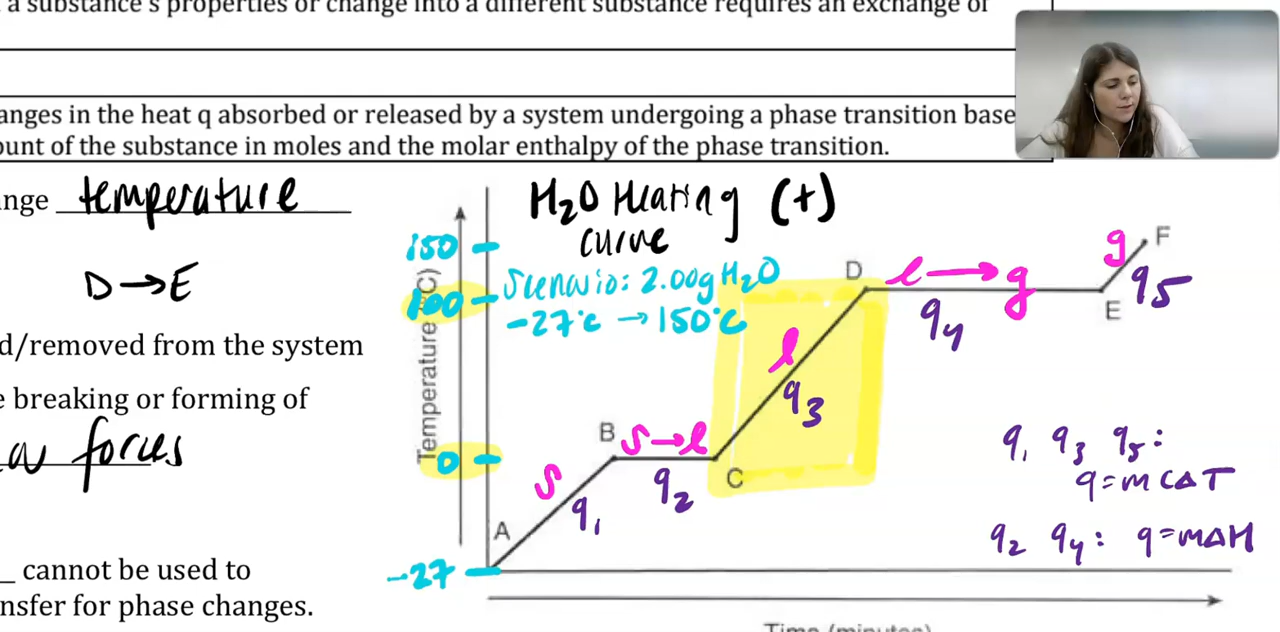 a substance's properties or change into a different substance requires an exchange of
anges in the heat q absorbed or released by a system undergoing a phase transition base
ount of the substance in moles and the molar enthalpy of the phase transition.
nge temperature
D→E
d/removed from the system
e breaking or forming of
forces
cannot be used to
nsfer for phase changes.
H₂O Heating (+)
curve
Scenario: 2.00g H₂O
-27°C → 150°C
150
100
0
-27
Temperature (°C)
A
B
C
D
E
F
s
q₁
s→l
q₂
l
q₃
l→g
q₄
g
q₅
q₁ q₃ q₅:
q=mCΔT
q₂ q₄: q=mΔH
Time (minutes)